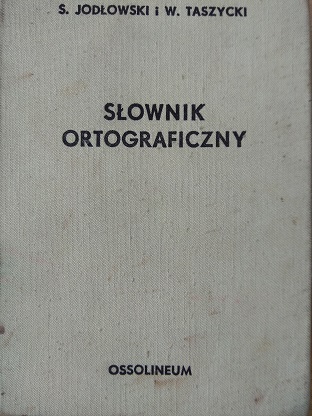 S. JODŁOWSKI i W. TASZYCKI
SŁOWNIK
ORTOGRAFICZNY
OSSOLINEUM